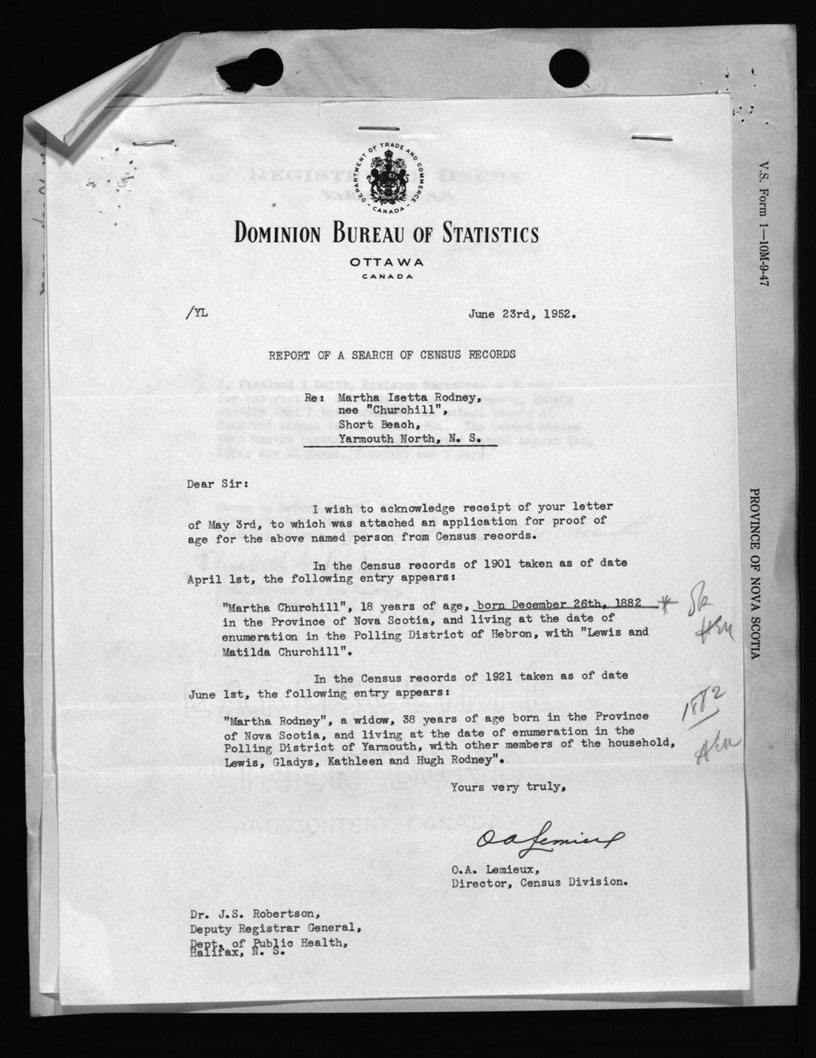 DEPARTMENT OF TRADE AND COMMERCE
CANADA
DOMINION BUREAU OF STATISTICS
OTTAWA
CANADA
/YL June 23rd, 1952.
REPORT OF A SEARCH OF CENSUS RECORDS
Re: Martha Isetta Rodney,
nee "Churchill",
Short Beach,
Yarmouth North, N. S.
Dear Sir:
I wish to acknowledge receipt of your letter
of May 3rd, to which was attached an application for proof of
age for the above named person from Census records.
In the Census records of 1901 taken as of date
April 1st, the following entry appears:
"Martha Churchill", 18 years of age, born December 26th, 1882
in the Province of Nova Scotia, and living at the date of
enumeration in the Polling District of Hebron, with "Lewis and
Matilda Churchill".
In the Census records of 1921 taken as of date
June 1st, the following entry appears:
1882
"Martha Rodney", a widow, 38 years of age born in the Province
of Nova Scotia, and living at the date of enumeration in the
Polling District of Yarmouth, with other members of the household,
Lewis, Gladys, Kathleen and Hugh Rodney".
Yours very truly,
O A Lemieux
O.A. Lemieux,
Director, Census Division.
Dr. J.S. Robertson,
Deputy Registrar General,
Dept. of Public Health,
Halifax, N. S.
V.S. Form 1—10M-9-47
PROVINCE OF NOVA SCOTIA